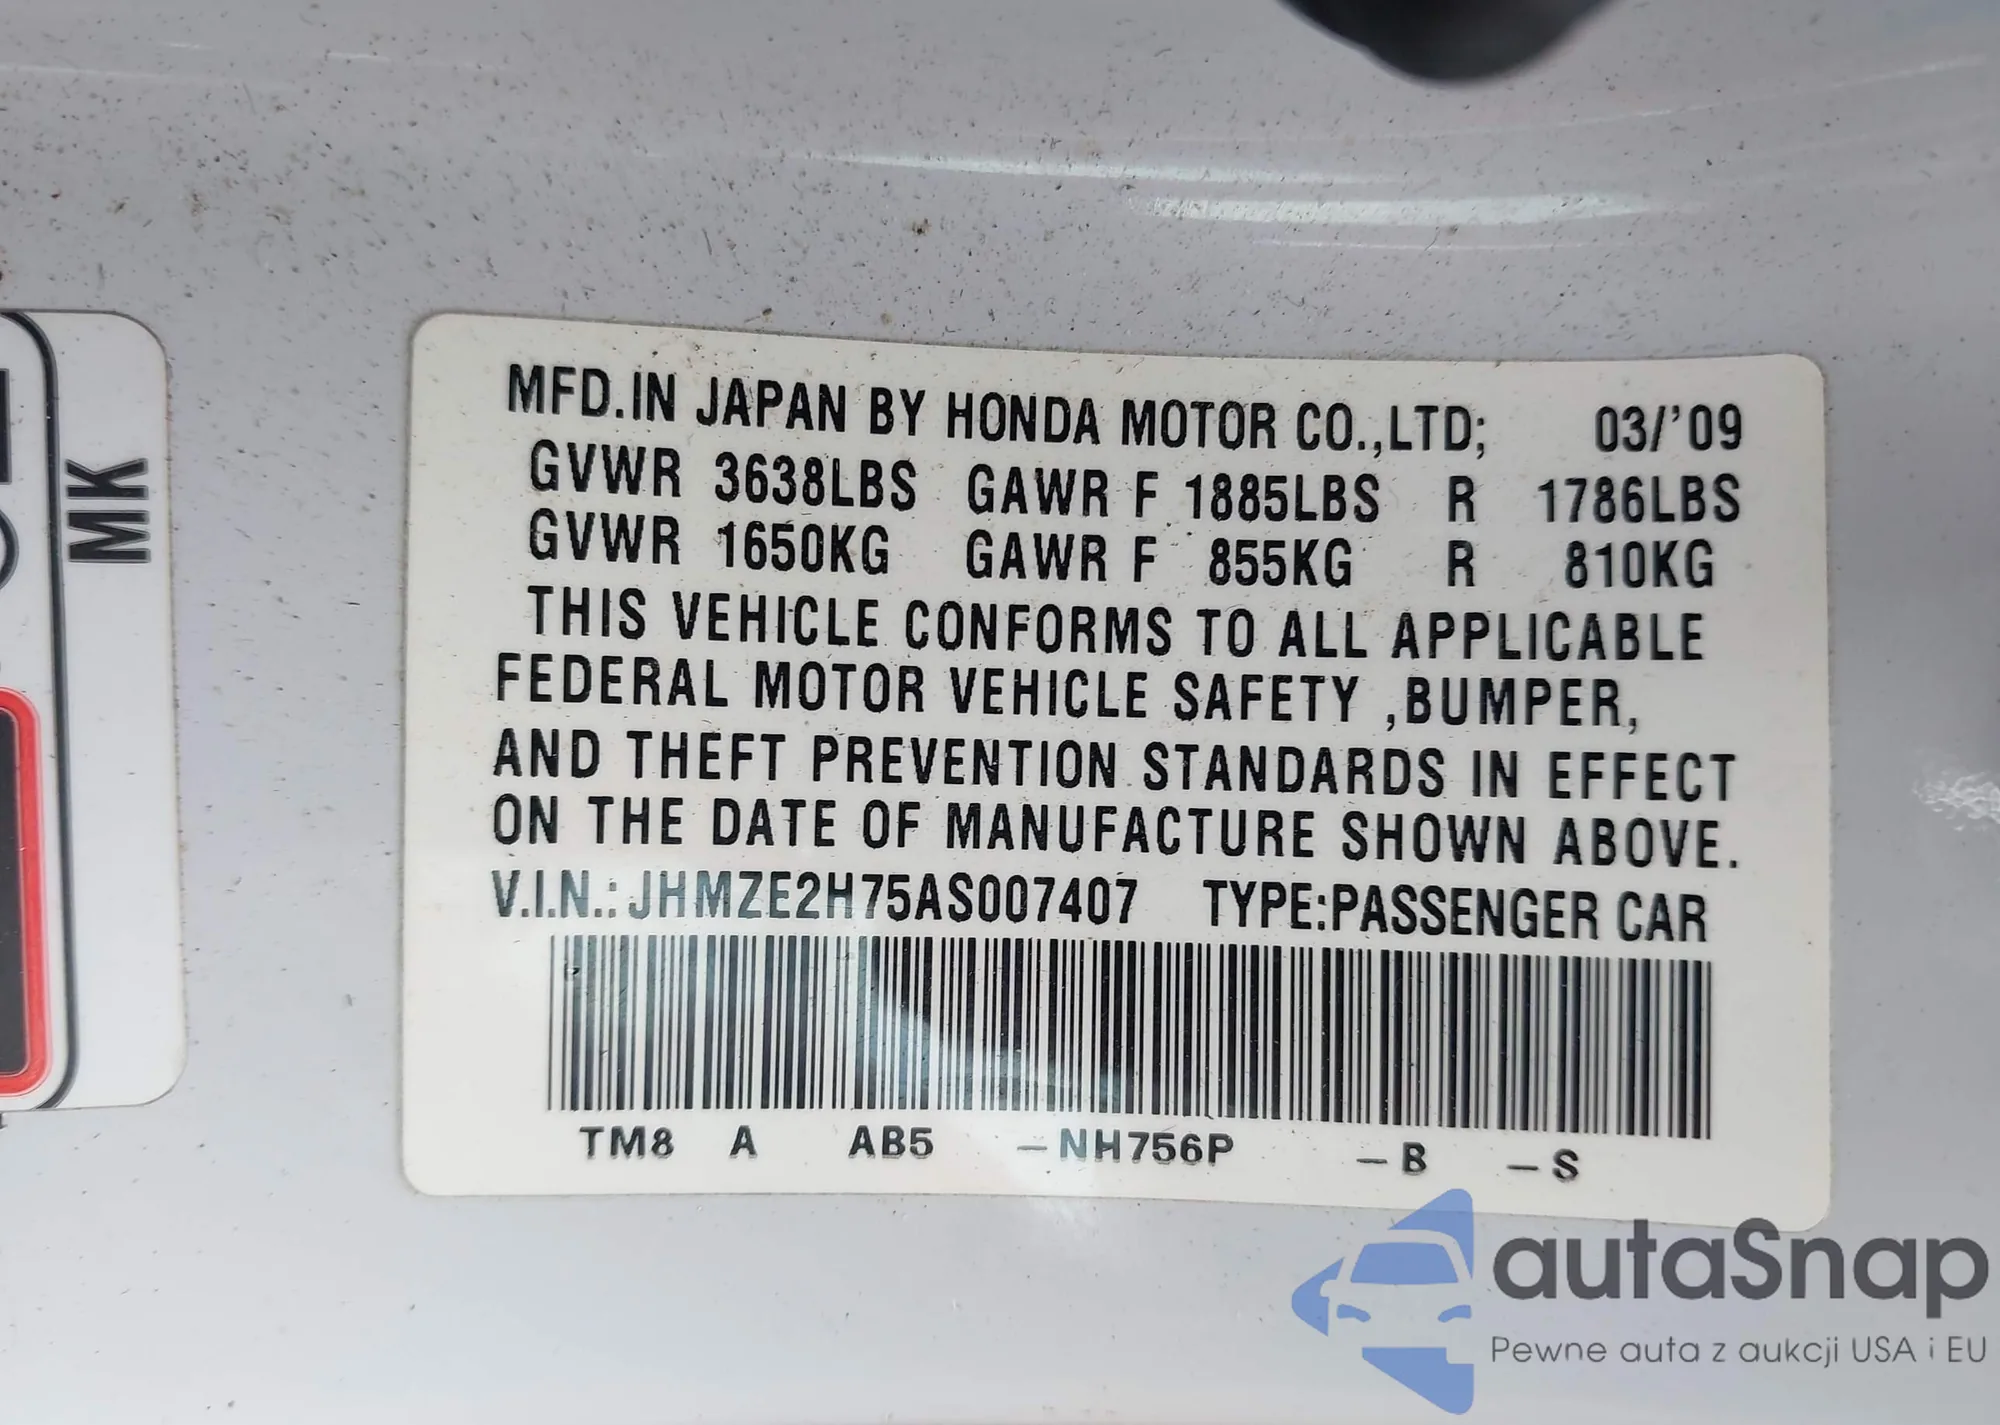 MK
MFD.IN JAPAN BY HONDA MOTOR CO.,LTD; 03/'09
GVWR 3638LBS GAWR F 1885LBS R 1786LBS
GVWR 1650KG GAWR F 855KG R 810KG
THIS VEHICLE CONFORMS TO ALL APPLICABLE
FEDERAL MOTOR VEHICLE SAFETY ,BUMPER,
AND THEFT PREVENTION STANDARDS IN EFFECT
ON THE DATE OF MANUFACTURE SHOWN ABOVE.
V.I.N.: JHMZE2H75AS007407 TYPE:PASSENGER CAR
TM8 A AB5 -NH756P -B -S
autaSnap
Pewne auta z aukcji USA i EU